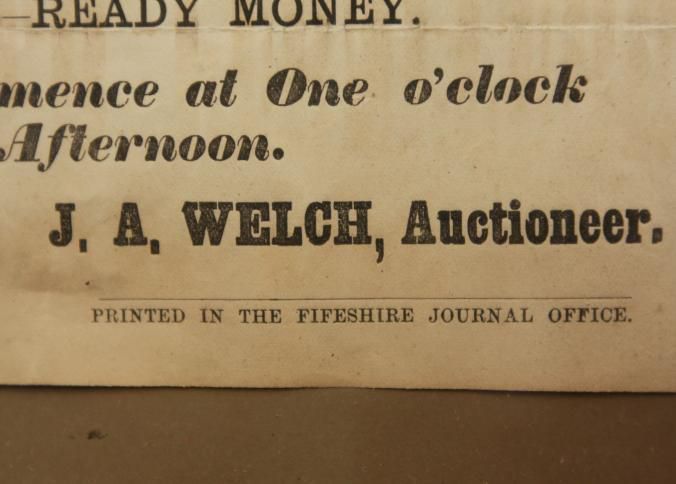 —READY MONEY.
mence at One o'clock
Afternoon.
J. A. WELCH, Auctioneer.
PRINTED IN THE FIFESHIRE JOURNAL OFFICE.